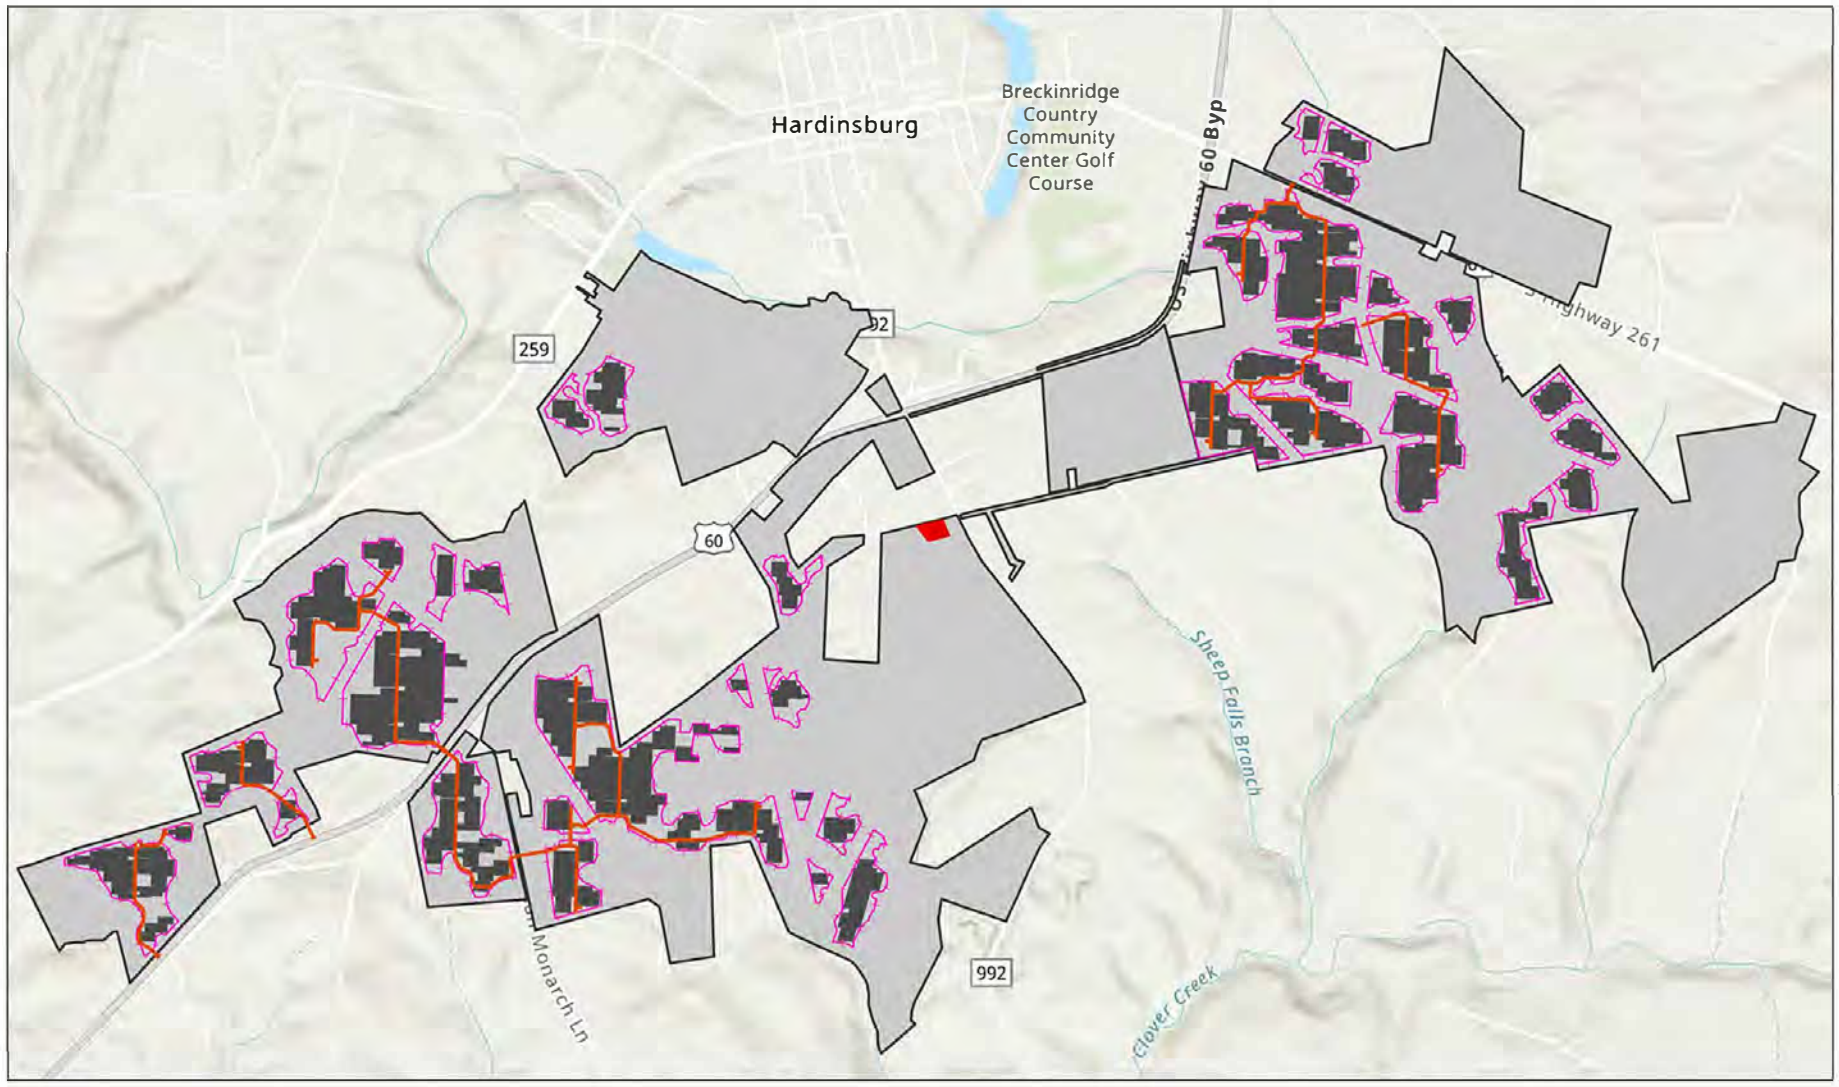 Breckinridge
Country
Community
Center Golf
Course
Hardinsburg
60 Byp
259
92
Highway 261
60
Sheep Falls Branch
Monarch Ln
992
Clover Creek